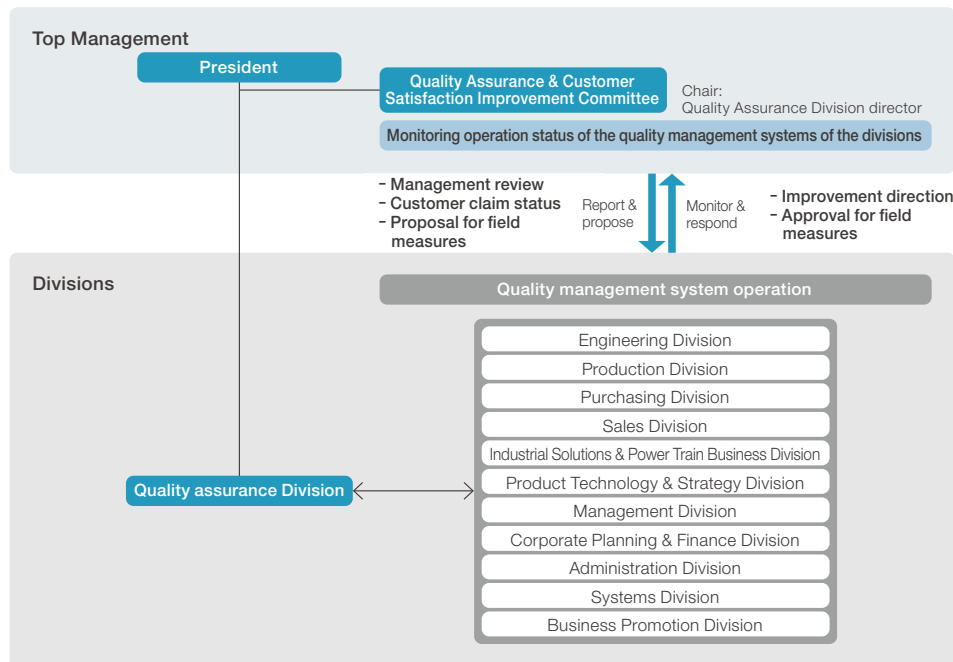 Top Management
President
Quality Assurance & Customer
Satisfaction Improvement Committee
Chair:
Quality Assurance Division director
Monitoring operation status of the quality management systems of the divisions
- Management review
- Customer claim status
- Proposal for field
measures
Report &
propose
Monitor &
respond
- Improvement direction
- Approval for field
measures
Divisions
Quality management system operation
Engineering Division
Production Division
Purchasing Division
Sales Division
Industrial Solutions & Power Train Business Division
Quality assurance Division
Product Technology & Strategy Division
Management Division
Corporate Planning & Finance Division
Administration Division
Systems Division
Business Promotion Division